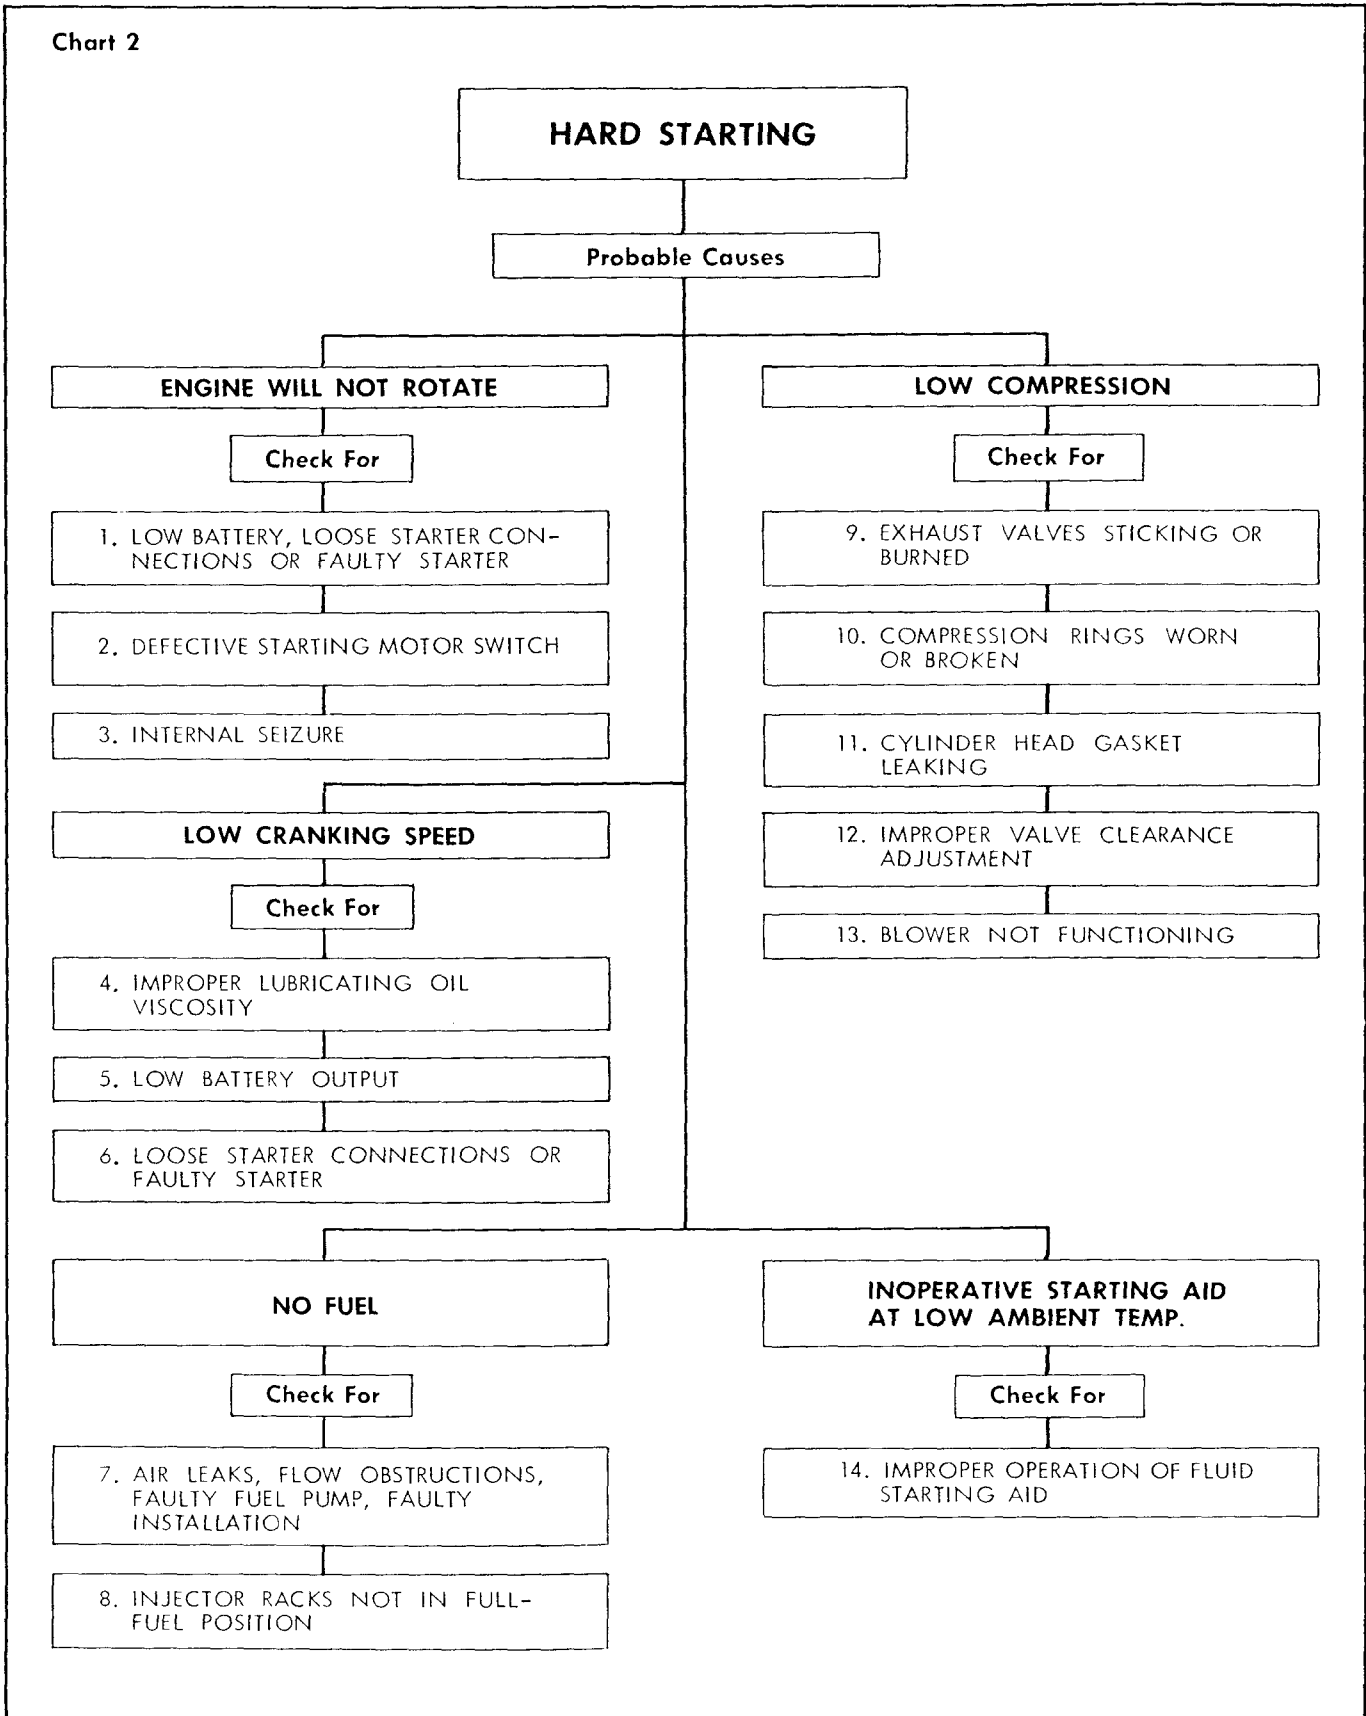 Chart 2
HARD STARTING
Probable Causes
ENGINE WILL NOT ROTATE
Check For
1. LOW BATTERY, LOOSE STARTER CON-
NECTIONS OR FAULTY STARTER
2. DEFECTIVE STARTING MOTOR SWITCH
3. INTERNAL SEIZURE
LOW CRANKING SPEED
Check For
4. IMPROPER LUBRICATING OIL
VISCOSITY
5. LOW BATTERY OUTPUT
6. LOOSE STARTER CONNECTIONS OR
FAULTY STARTER
NO FUEL
Check For
7. AIR LEAKS, FLOW OBSTRUCTIONS,
FAULTY FUEL PUMP, FAULTY
INSTALLATION
8. INJECTOR RACKS NOT IN FULL-
FUEL POSITION
LOW COMPRESSION
Check For
9. EXHAUST VALVES STICKING OR
BURNED
10. COMPRESSION RINGS WORN
OR BROKEN
11. CYLINDER HEAD GASKET
LEAKING
12. IMPROPER VALVE CLEARANCE
ADJUSTMENT
13. BLOWER NOT FUNCTIONING
INOPERATIVE STARTING AID
AT LOW AMBIENT TEMP.
Check For
14. IMPROPER OPERATION OF FLUID
STARTING AID